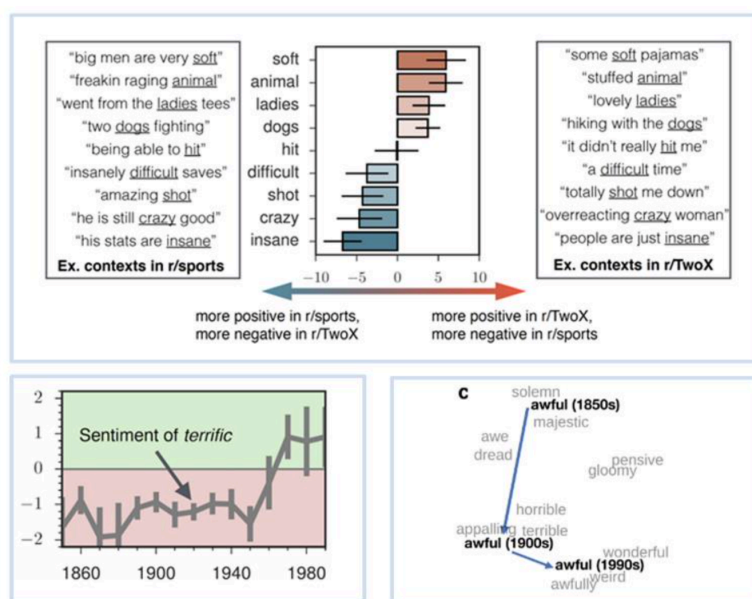 "big men are very soft"
"freakin raging animal"
"went from the ladies tees"
"two dogs fighting"
"being able to hit"
"insanely difficult saves"
"amazing shot"
"he is still crazy good"
"his stats are insane"
Ex. contexts in r/sports
soft
animal
ladies
dogs
hit
difficult
shot
crazy
insane
−10 −5 0 5 10
"some soft pajamas"
"stuffed animal"
"lovely ladies"
"hiking with the dogs"
"it didn't really hit me"
"a difficult time"
"totally shot me down"
"overreacting crazy woman"
"people are just insane"
Ex. contexts in r/TwoX
more positive in r/sports,
more negative in r/TwoX
more positive in r/TwoX,
more negative in r/sports
2
1
0
−1
−2
Sentiment of terrific
1860 1900 1940 1980
c
solemn
awful (1850s)
majestic
awe
dread
pensive
gloomy
horrible
appalling terrible
awful (1900s)
wonderful
awful (1990s)
weird
awfully